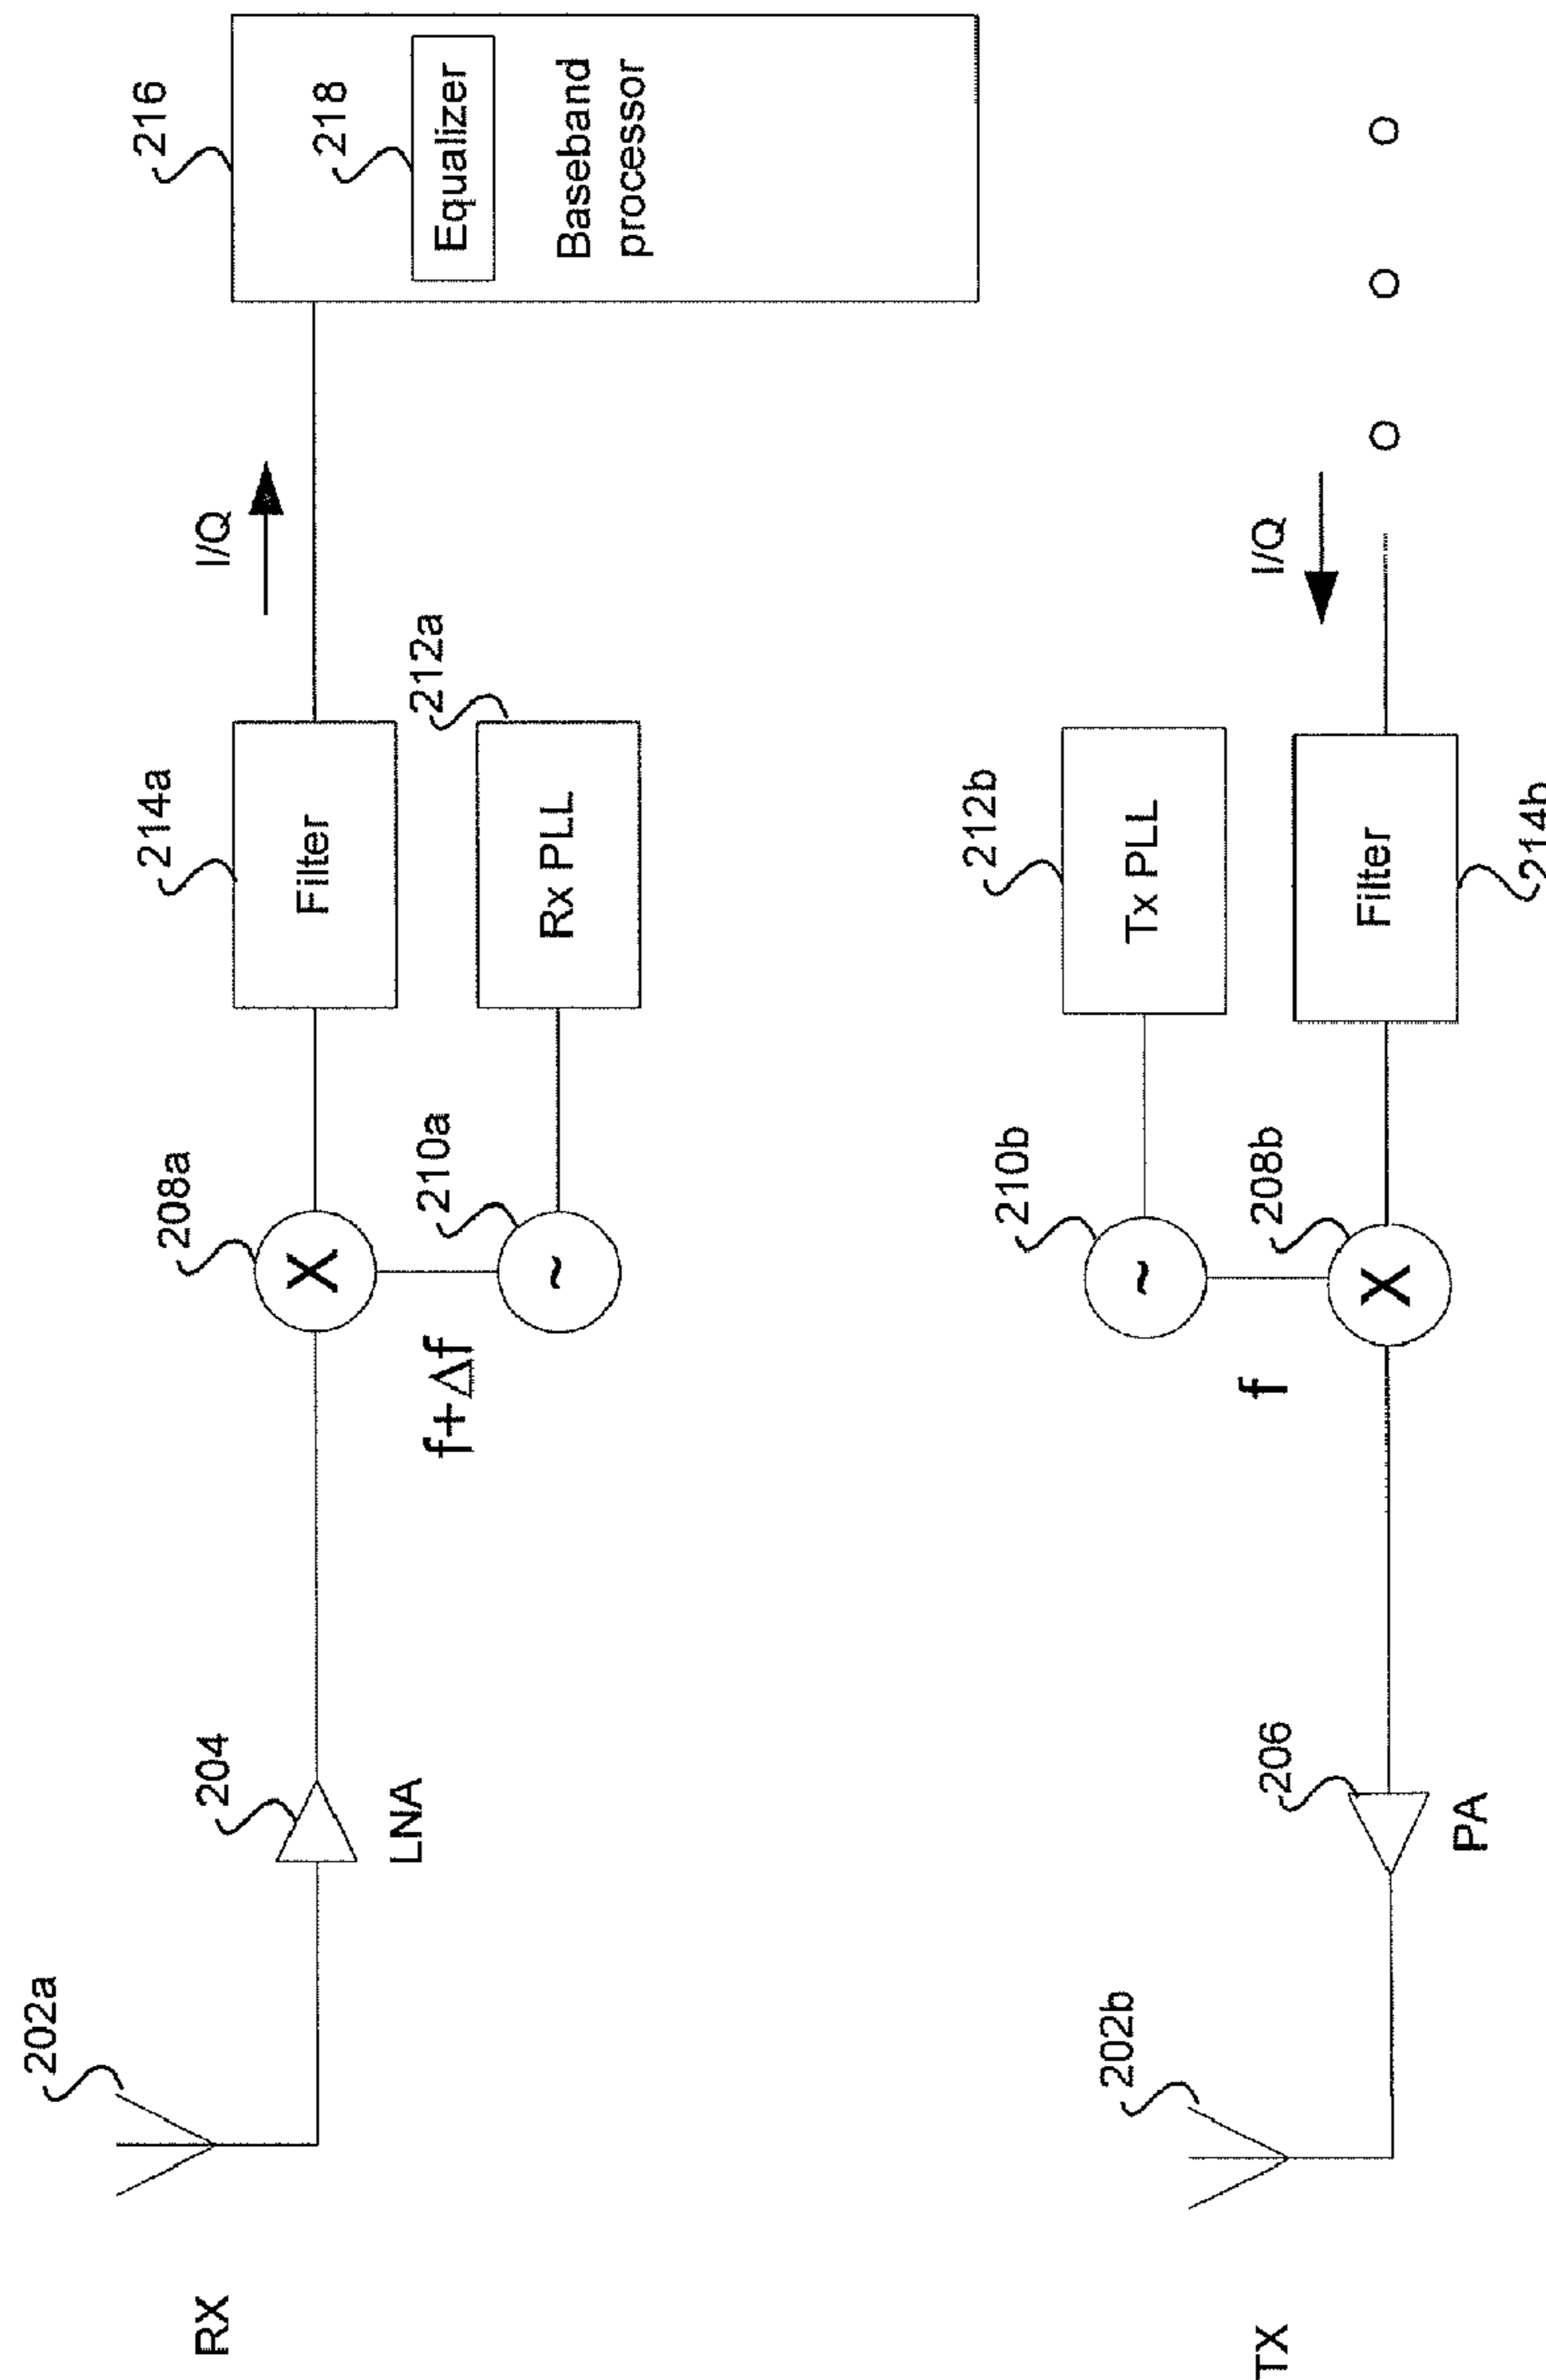 RX
202a
204
LNA
208a
f+Δf
210a
214a
Filter
212a
Rx PLL
I/Q
216
218
Equalizer
Baseband
processor
TX
202b
206
PA
f
210b
208b
212b
Tx PLL
Filter
214b
I/Q